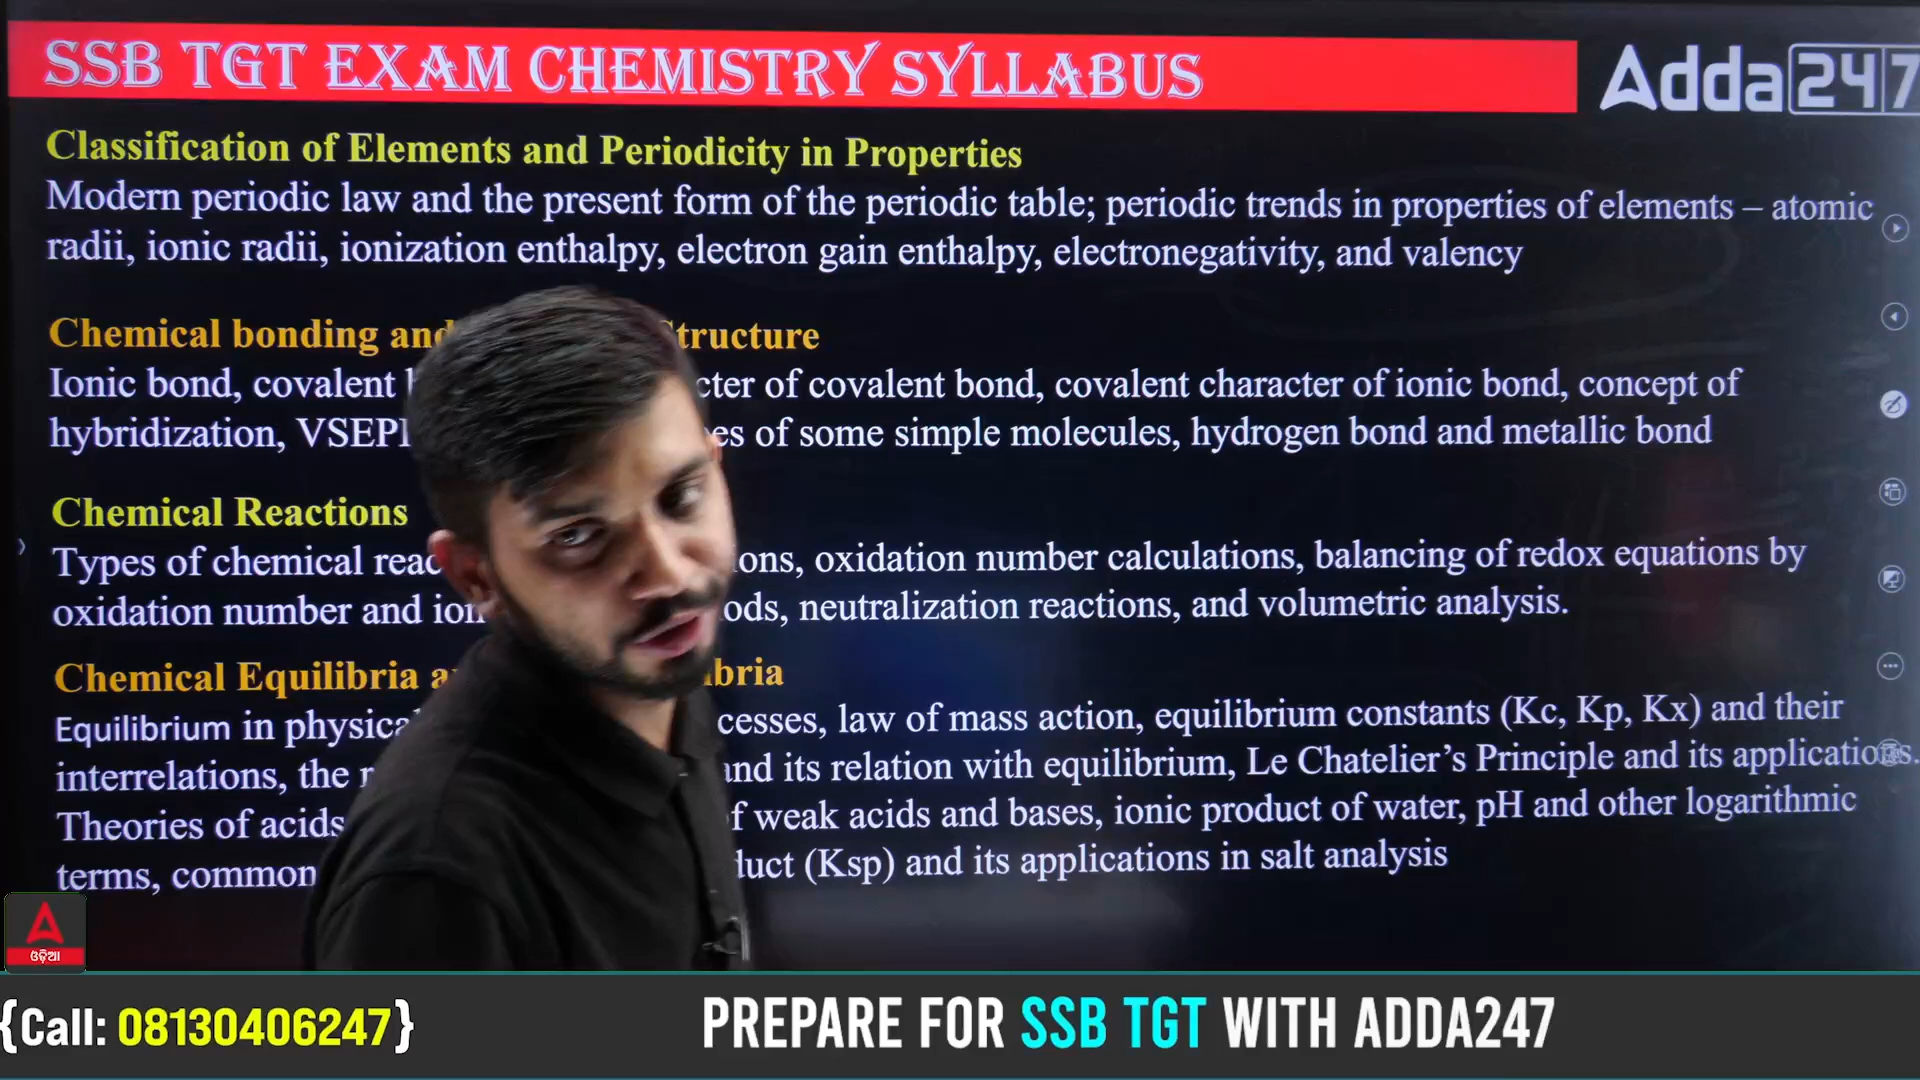 SSB TGT EXAM CHEMISTRY SYLLABUS
Adda247
Classification of Elements and Periodicity in Properties
Modern periodic law and the present form of the periodic table; periodic trends in properties of elements – atomic
radii, ionic radii, ionization enthalpy, electron gain enthalpy, electronegativity, and valency
Chemical bonding and tructure
Ionic bond, covalent cter of covalent bond, covalent character of ionic bond, concept of
hybridization, VSEP es of some simple molecules, hydrogen bond and metallic bond
Chemical Reactions
Types of chemical reac ions, oxidation number calculations, balancing of redox equations by
oxidation number and ion ods, neutralization reactions, and volumetric analysis.
Chemical Equilibria a bria
Equilibrium in physical cesses, law of mass action, equilibrium constants (Kc, Kp, Kx) and their
interrelations, the and its relation with equilibrium, Le Chatelier’s Principle and its applications.
Theories of acids f weak acids and bases, ionic product of water, pH and other logarithmic
terms, common duct (Ksp) and its applications in salt analysis
A
ଓଡ଼ିଆ
{Call: 08130406247}
PREPARE FOR SSB TGT WITH ADDA247